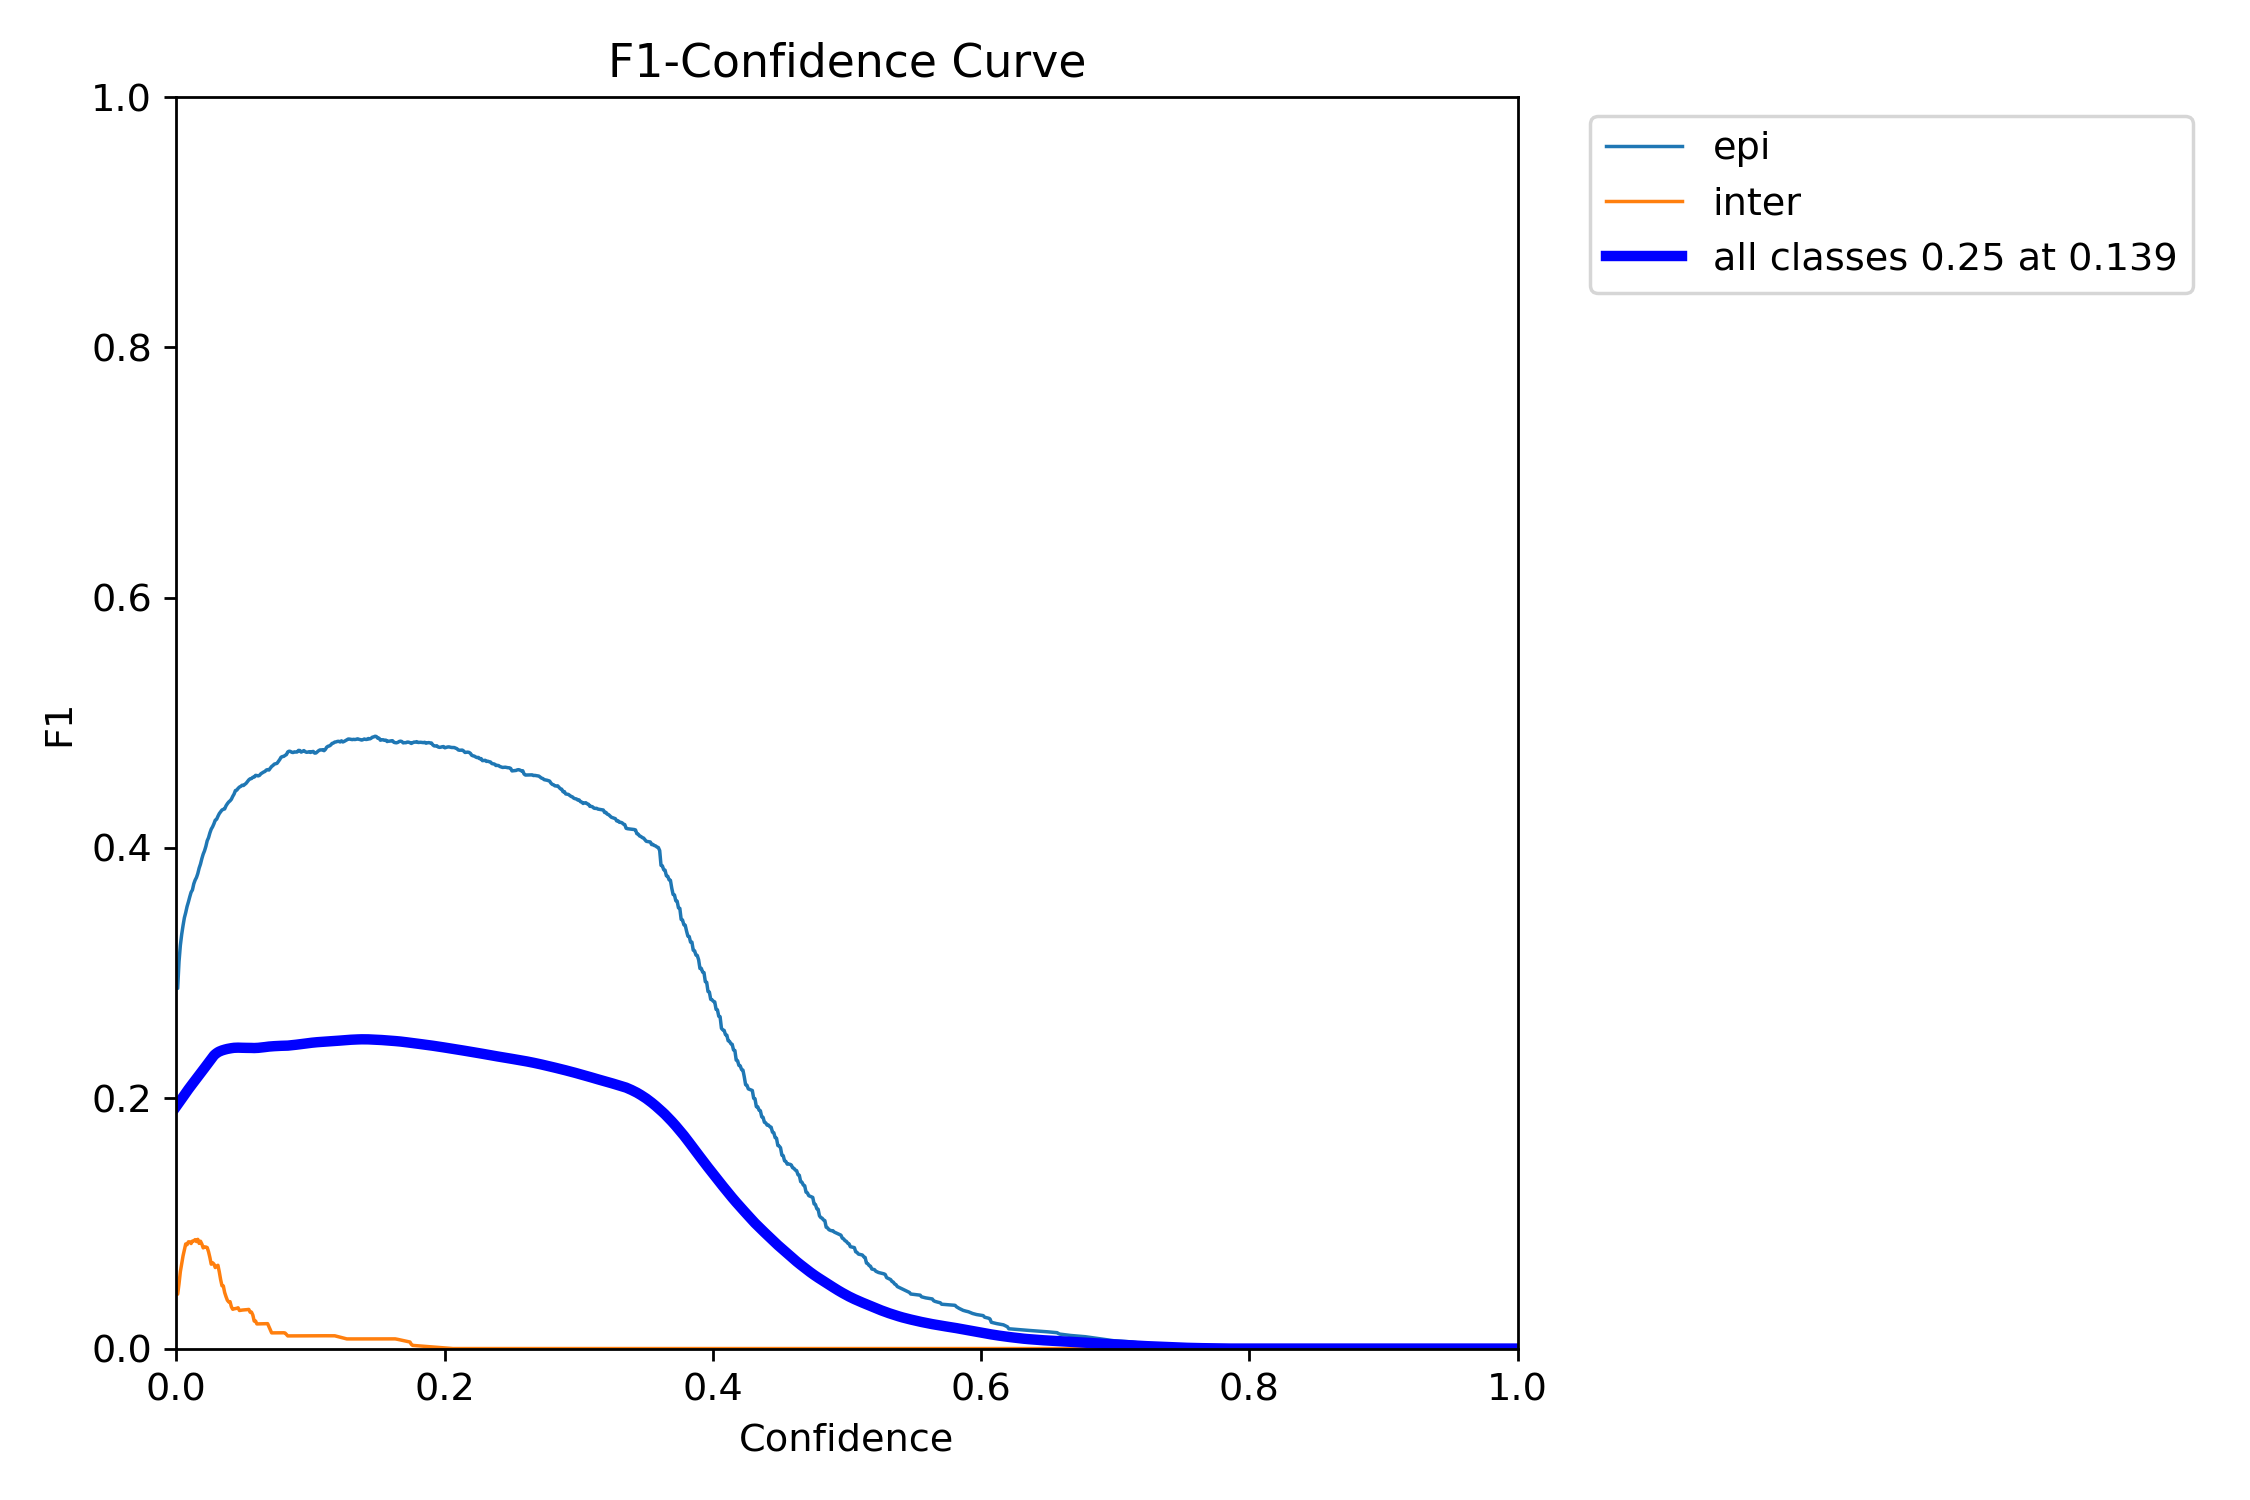 F1-Confidence Curve
1.0
0.8
0.6
0.4
0.2
0.0
F1
0.0 0.2 0.4 0.6 0.8 1.0
Confidence
epi
inter
all classes 0.25 at 0.139